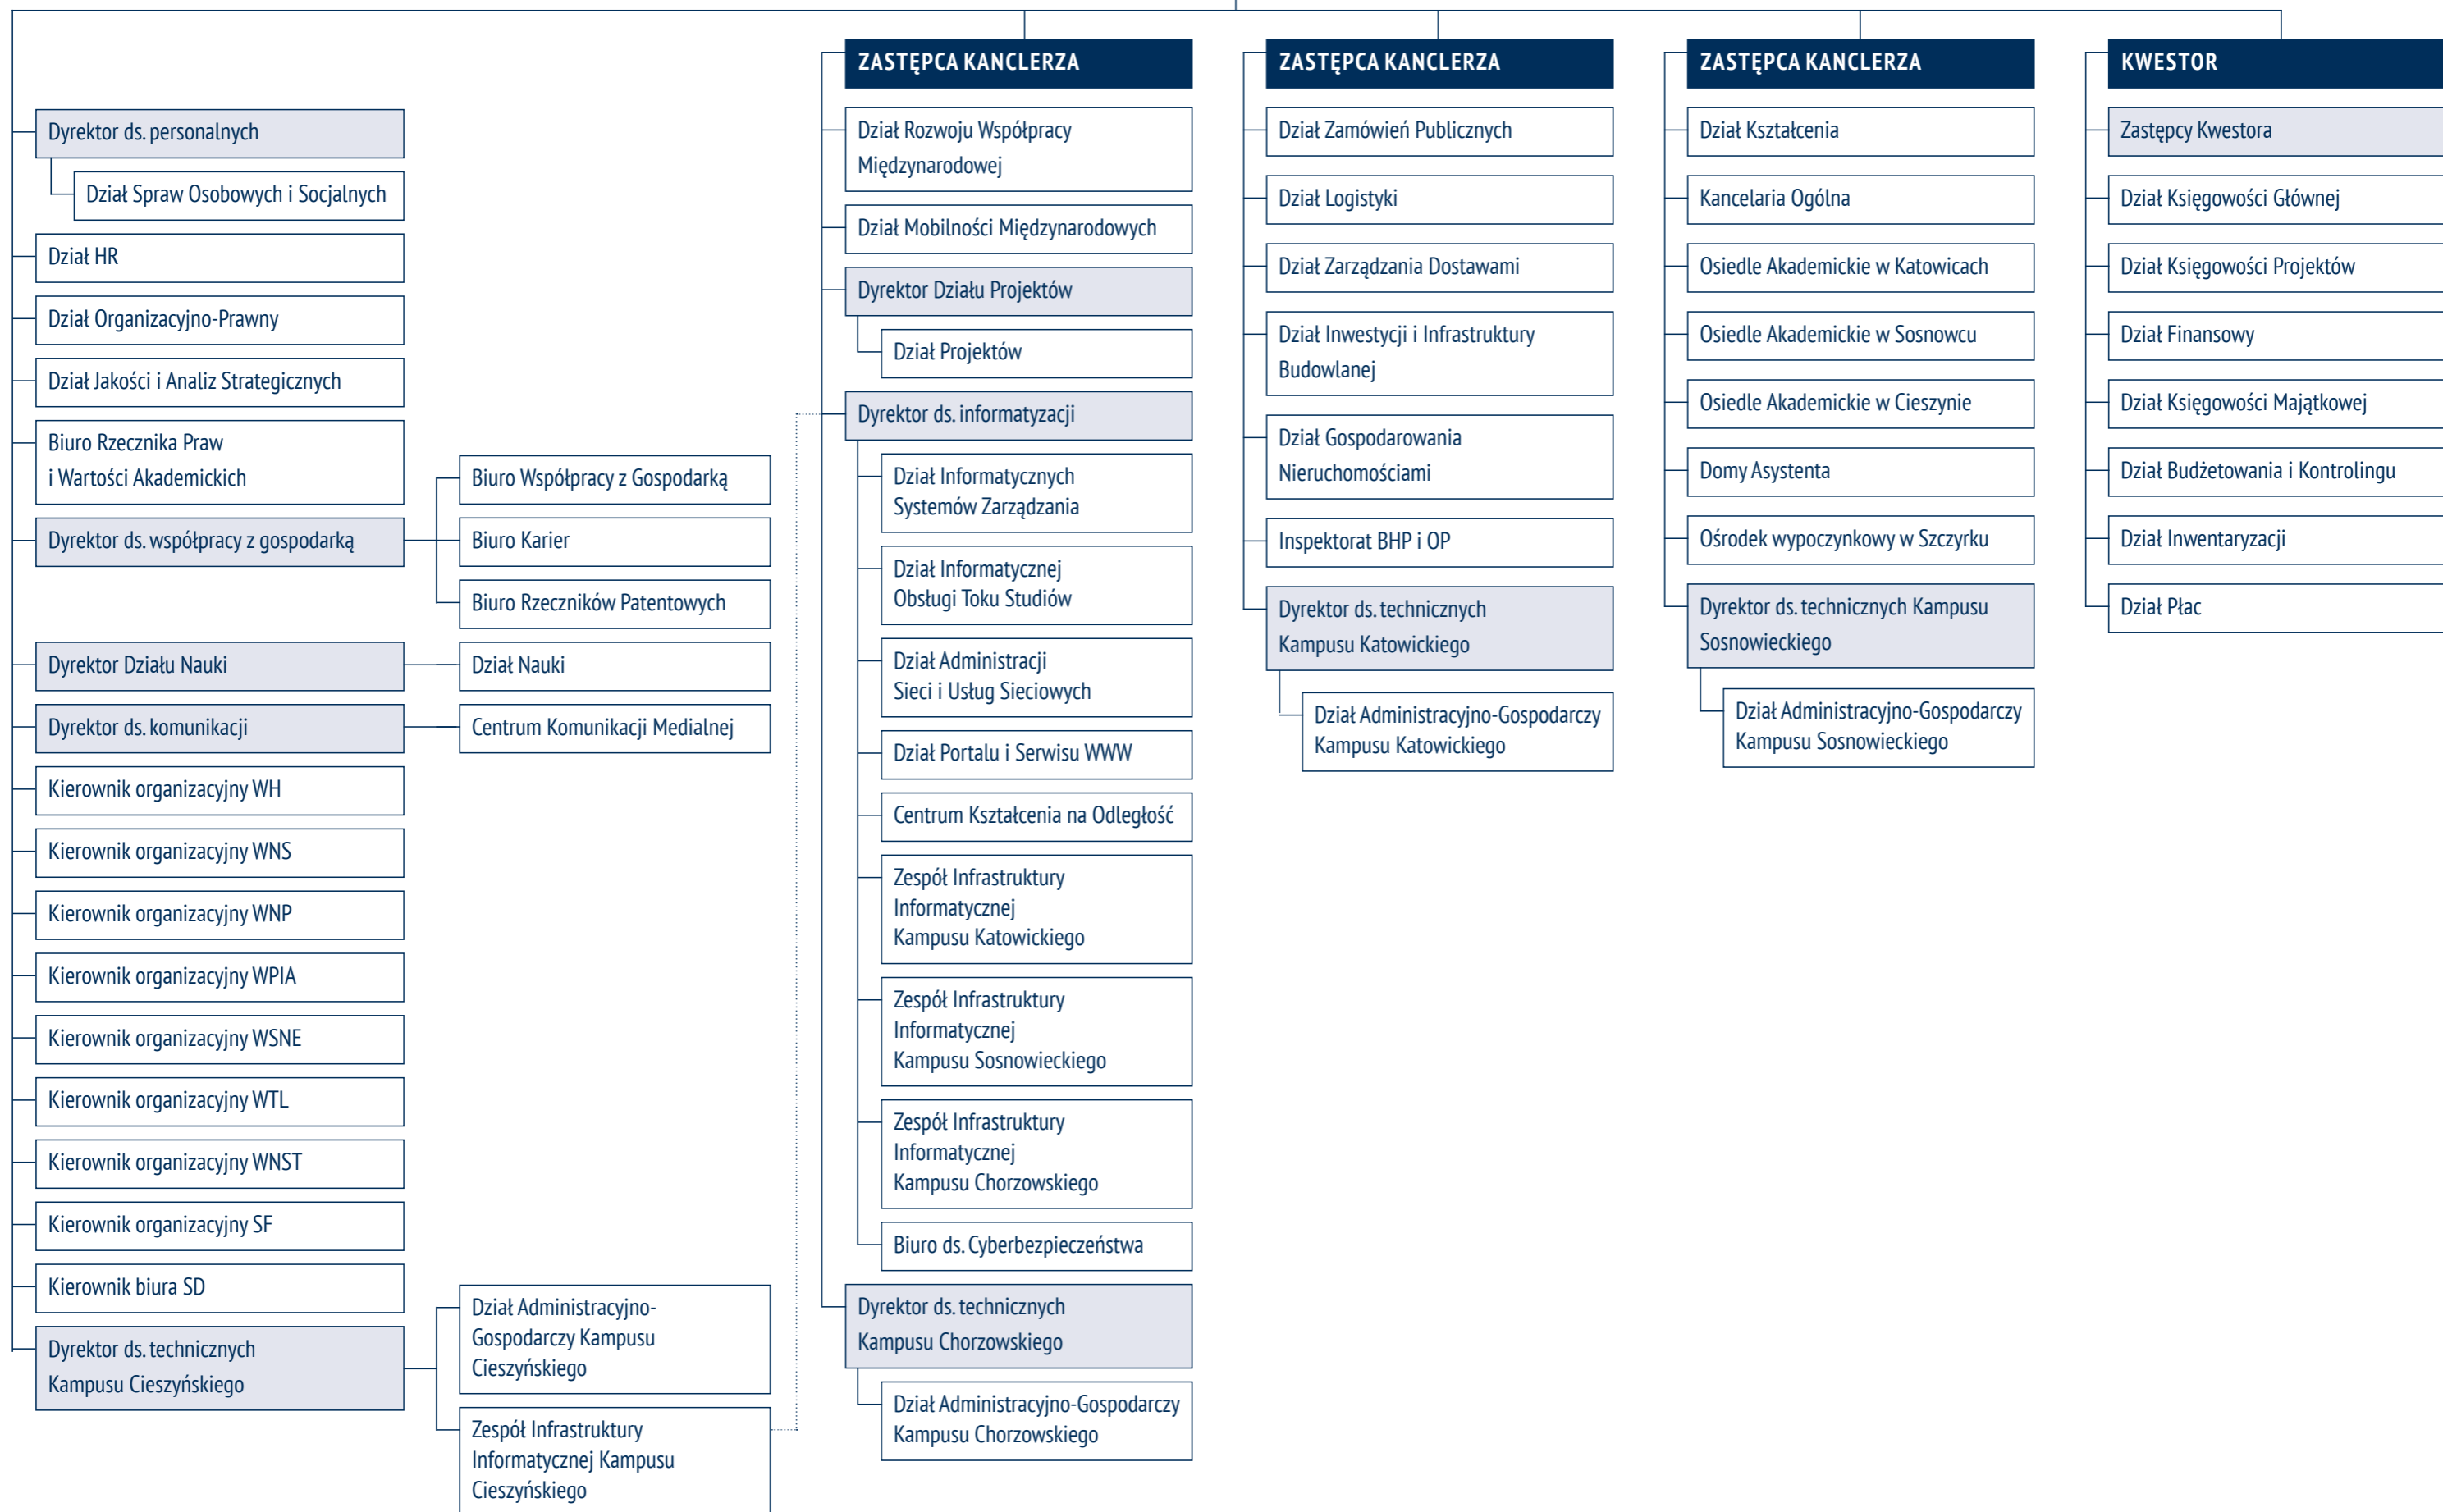 Dyrektor ds. personalnych
Dział Spraw Osobowych i Socjalnych
Dział HR
Dział Organizacyjno-Prawny
Dział Jakości i Analiz Strategicznych
Biuro Rzecznika Praw
i Wartości Akademickich
Dyrektor ds. współpracy z gospodarką
Biuro Współpracy z Gospodarką
Biuro Karier
Biuro Rzeczników Patentowych
Dyrektor Działu Nauki
Dział Nauki
Dyrektor ds. komunikacji
Centrum Komunikacji Medialnej
Kierownik organizacyjny WH
Kierownik organizacyjny WNS
Kierownik organizacyjny WNP
Kierownik organizacyjny WPIA
Kierownik organizacyjny WSNE
Kierownik organizacyjny WTL
Kierownik organizacyjny WNST
Kierownik organizacyjny SF
Kierownik biura SD
Dyrektor ds. technicznych
Kampusu Cieszyńskiego
Dział Administracyjno-
Gospodarczy Kampusu
Cieszyńskiego
Zespół Infrastruktury
Informatycznej Kampusu
Cieszyńskiego
ZASTĘPCA KANCLERZA
Dział Rozwoju Współpracy
Międzynarodowej
Dział Mobilności Międzynarodowych
Dyrektor Działu Projektów
Dział Projektów
Dyrektor ds. informatyzacji
Dział Informatycznych
Systemów Zarządzania
Dział Informatycznej
Obsługi Toku Studiów
Dział Administracji
Sieci i Usług Sieciowych
Dział Portalu i Serwisu WWW
Centrum Kształcenia na Odległość
Zespół Infrastruktury
Informatycznej
Kampusu Katowickiego
Zespół Infrastruktury
Informatycznej
Kampusu Sosnowieckiego
Zespół Infrastruktury
Informatycznej
Kampusu Chorzowskiego
Biuro ds. Cyberbezpieczeństwa
Dyrektor ds. technicznych
Kampusu Chorzowskiego
Dział Administracyjno-Gospodarczy
Kampusu Chorzowskiego
ZASTĘPCA KANCLERZA
Dział Zamówień Publicznych
Dział Logistyki
Dział Zarządzania Dostawami
Dział Inwestycji i Infrastruktury
Budowlanej
Dział Gospodarowania
Nieruchomościami
Inspektorat BHP i OP
Dyrektor ds. technicznych
Kampusu Katowickiego
Dział Administracyjno-Gospodarczy
Kampusu Katowickiego
ZASTĘPCA KANCLERZA
Dział Kształcenia
Kancelaria Ogólna
Osiedle Akademickie w Katowicach
Osiedle Akademickie w Sosnowcu
Osiedle Akademickie w Cieszynie
Domy Asystenta
Ośrodek wypoczynkowy w Szczyrku
Dyrektor ds. technicznych Kampusu
Sosnowieckiego
Dział Administracyjno-Gospodarczy
Kampusu Sosnowieckiego
KWESTOR
Zastępcy Kwestora
Dział Księgowości Głównej
Dział Księgowości Projektów
Dział Finansowy
Dział Księgowości Majątkowej
Dział Budżetowania i Kontrolingu
Dział Inwentaryzacji
Dział Płac